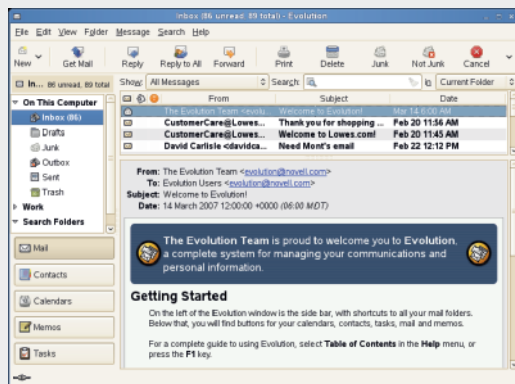 Inbox (86 unread, 89 total) - Evolution
File Edit View Folder Message Search Help
New Get Mail Reply Reply to All Forward Print Delete Junk Not Junk Cancel
In... 86 unread, 89 total Show: All Messages Search: in Current Folder
On This Computer
Inbox (86)
Drafts
Junk
Outbox
Sent
Trash
Work
Search Folders
Mail
Contacts
Calendars
Memos
Tasks
From Subject Date
The Evolution Team <evolu... Welcome to Evolution! Mar 14 6:00 AM
CustomerCare@Lowes... Thank you for shopping ... Feb 20 11:56 AM
CustomerCare@Lowes... Welcome to Lowes.com! Feb 20 11:45 AM
David Carlisle <davidca... Need Mont's email Feb 22 12:12 PM
From: The Evolution Team <evolution@novell.com>
To: Evolution Users <evolution@novell.com>
Subject: Welcome to Evolution!
Date: 14 March 2007 12:00:00 +0000 (06:00 MDT)
The Evolution Team is proud to welcome you to Evolution,
a complete system for managing your communications and
personal information.
Getting Started
On the left of the Evolution window is the side bar, with shortcuts to all your mail folders.
Below that, you will find buttons for your calendars, contacts, tasks, mail and memos.
For a complete guide to using Evolution, select Table of Contents in the Help menu, or
press the F1 key.